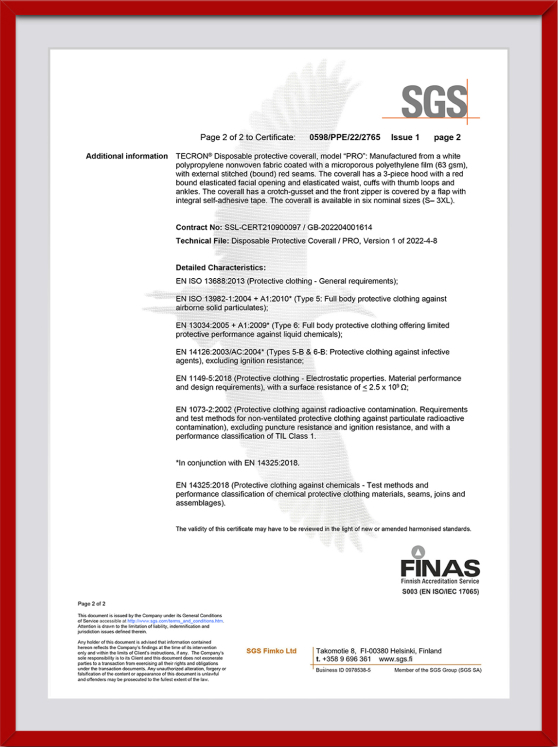 SGS
Page 2 of 2 to Certificate: 0598/PPE/22/2765 Issue 1 page 2
Additional information TECRON® Disposable protective coverall, model "PRO": Manufactured from a white
polypropylene nonwoven fabric coated with a microporous polyethylene film (63 gsm),
with external stitched (bound) red seams. The coverall has a 3-piece hood with a red
bound elasticated facial opening and elasticated waist, cuffs with thumb loops and
ankles. The coverall has a crotch-gusset and the front zipper is covered by a flap with
integral self-adhesive tape. The coverall is available in six nominal sizes (S– 3XL).
Contract No: SSL-CERT210900097 / GB-202204001614
Technical File: Disposable Protective Coverall / PRO, Version 1 of 2022-4-8
Detailed Characteristics:
EN ISO 13688:2013 (Protective clothing - General requirements);
EN ISO 13982-1:2004 + A1:2010* (Type 5: Full body protective clothing against
airborne solid particulates);
EN 13034:2005 + A1:2009* (Type 6: Full body protective clothing offering limited
protective performance against liquid chemicals);
EN 14126:2003/AC:2004* (Types 5-B & 6-B: Protective clothing against infective
agents), excluding ignition resistance;
EN 1149-5:2018 (Protective clothing - Electrostatic properties. Material performance
and design requirements), with a surface resistance of ≤ 2.5 x 10⁹ Ω;
EN 1073-2:2002 (Protective clothing against radioactive contamination. Requirements
and test methods for non-ventilated protective clothing against particulate radioactive
contamination), excluding puncture resistance and ignition resistance, and with a
performance classification of TIL Class 1.
*In conjunction with EN 14325:2018.
EN 14325:2018 (Protective clothing against chemicals - Test methods and
performance classification of chemical protective clothing materials, seams, joins and
assemblages).
The validity of this certificate may have to be reviewed in the light of new or amended harmonised standards.
FINAS
Finnish Accreditation Service
S003 (EN ISO/IEC 17065)
Page 2 of 2
This document is issued by the Company under its General Conditions
of Service accessible at http://www.sgs.com/terms_and_conditions.htm.
Attention is drawn to the limitation of liability, indemnification and
jurisdiction issues defined therein.
Any holder of this document is advised that information contained
hereon reflects the Company's findings at the time of its intervention
only and within the limits of Client's instructions, if any. The Company's
sole responsibility is to its Client and this document does not exonerate
parties to a transaction from exercising all their rights and obligations
under the transaction documents. Any unauthorized alteration, forgery or
falsification of the content or appearance of this document is unlawful
and offenders may be prosecuted to the fullest extent of the law.
SGS Fimko Ltd
Takomotie 8, FI-00380 Helsinki, Finland
t. +358 9 696 361 www.sgs.fi
Business ID 0978538-5 Member of the SGS Group (SGS SA)